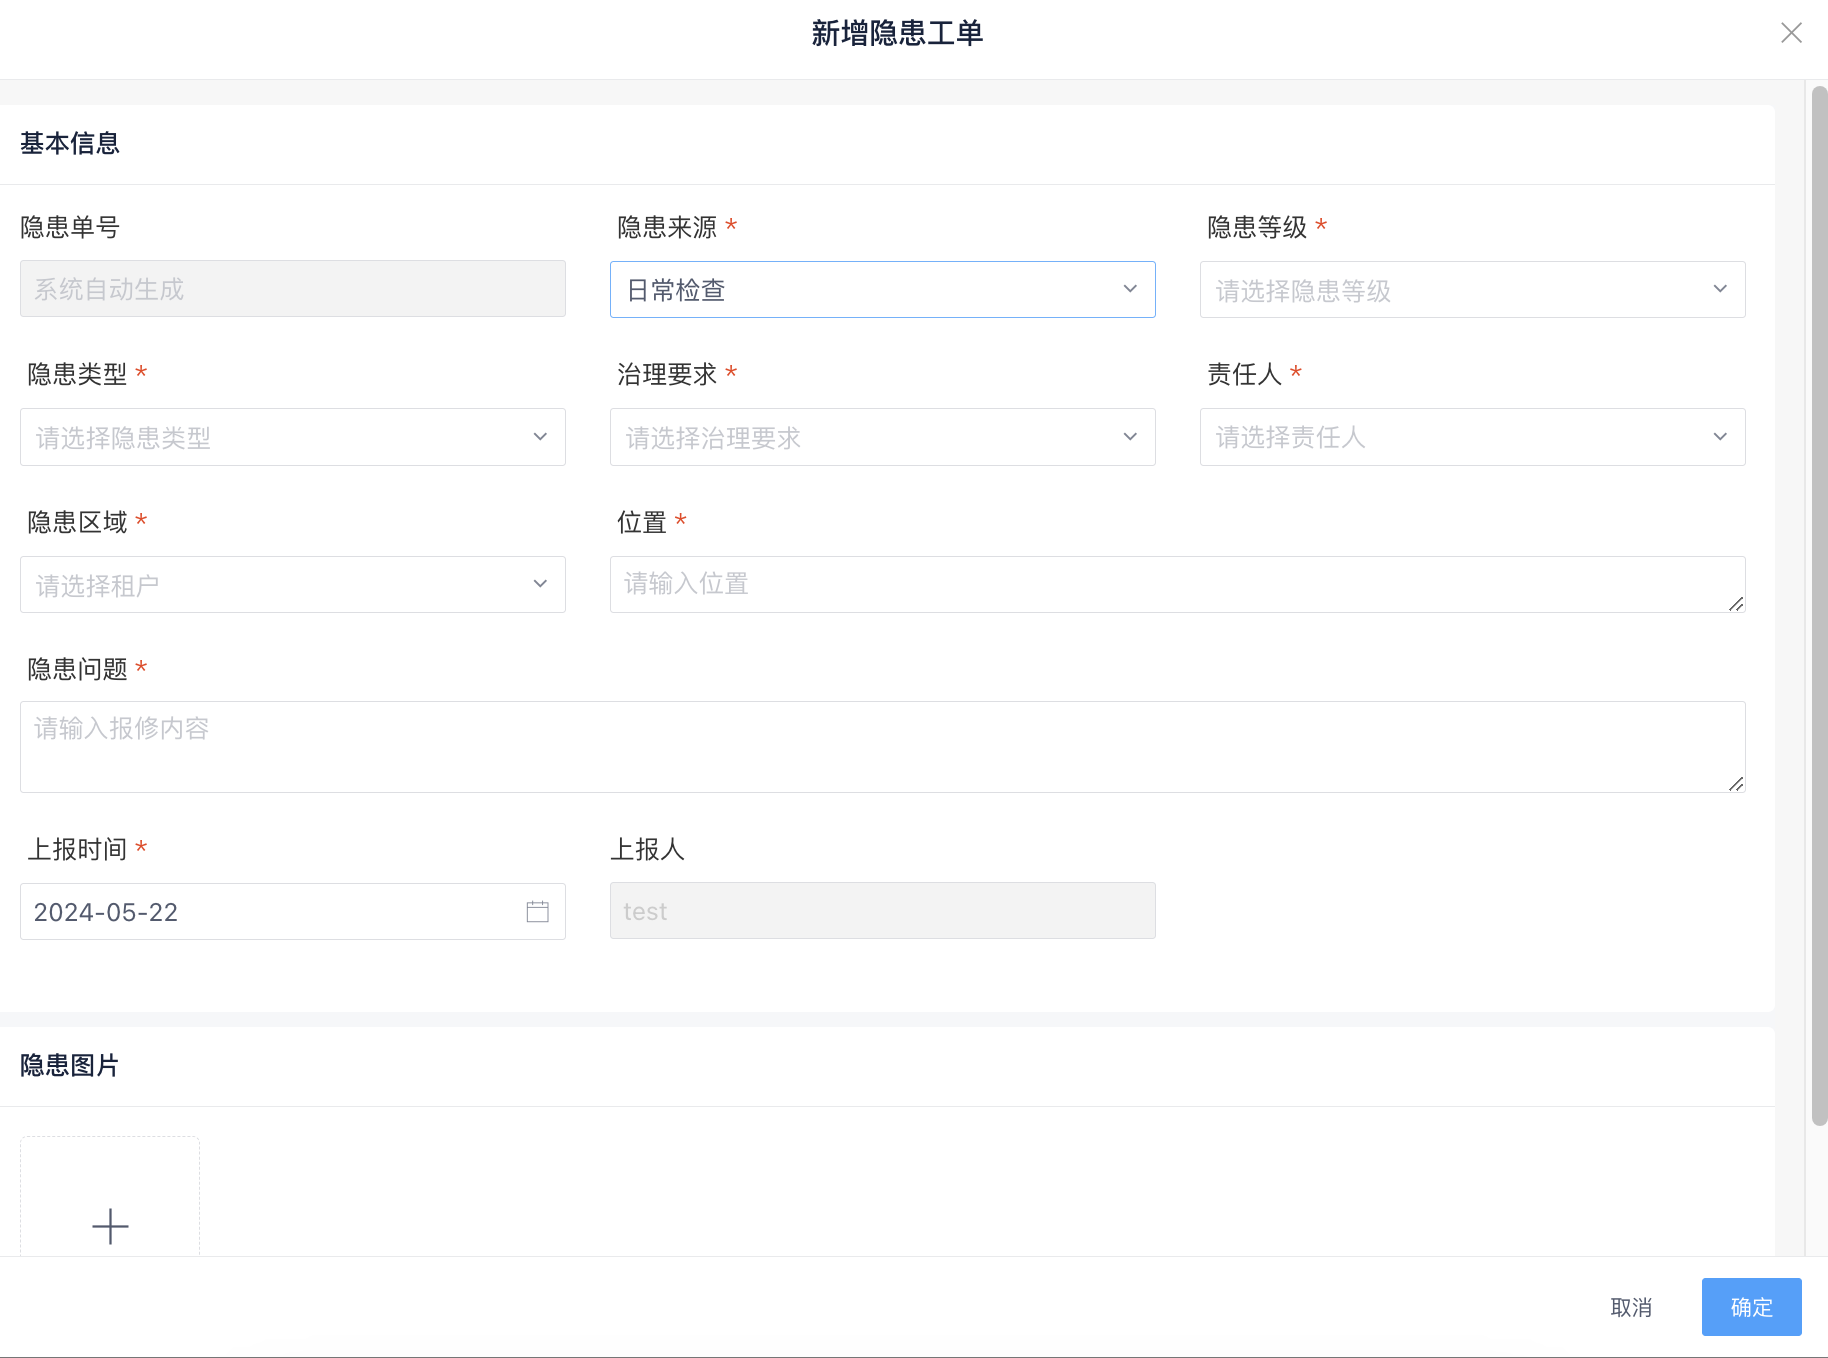 新增隐患工单
基本信息
隐患单号
隐患来源 *
隐患等级 *
系统自动生成
日常检查
请选择隐患等级
隐患类型 *
治理要求 *
责任人 *
请选择隐患类型
请选择治理要求
请选择责任人
隐患区域 *
位置 *
请选择租户
请输入位置
隐患问题 *
请输入报修内容
上报时间 *
上报人
2024-05-22
test
隐患图片
取消
确定